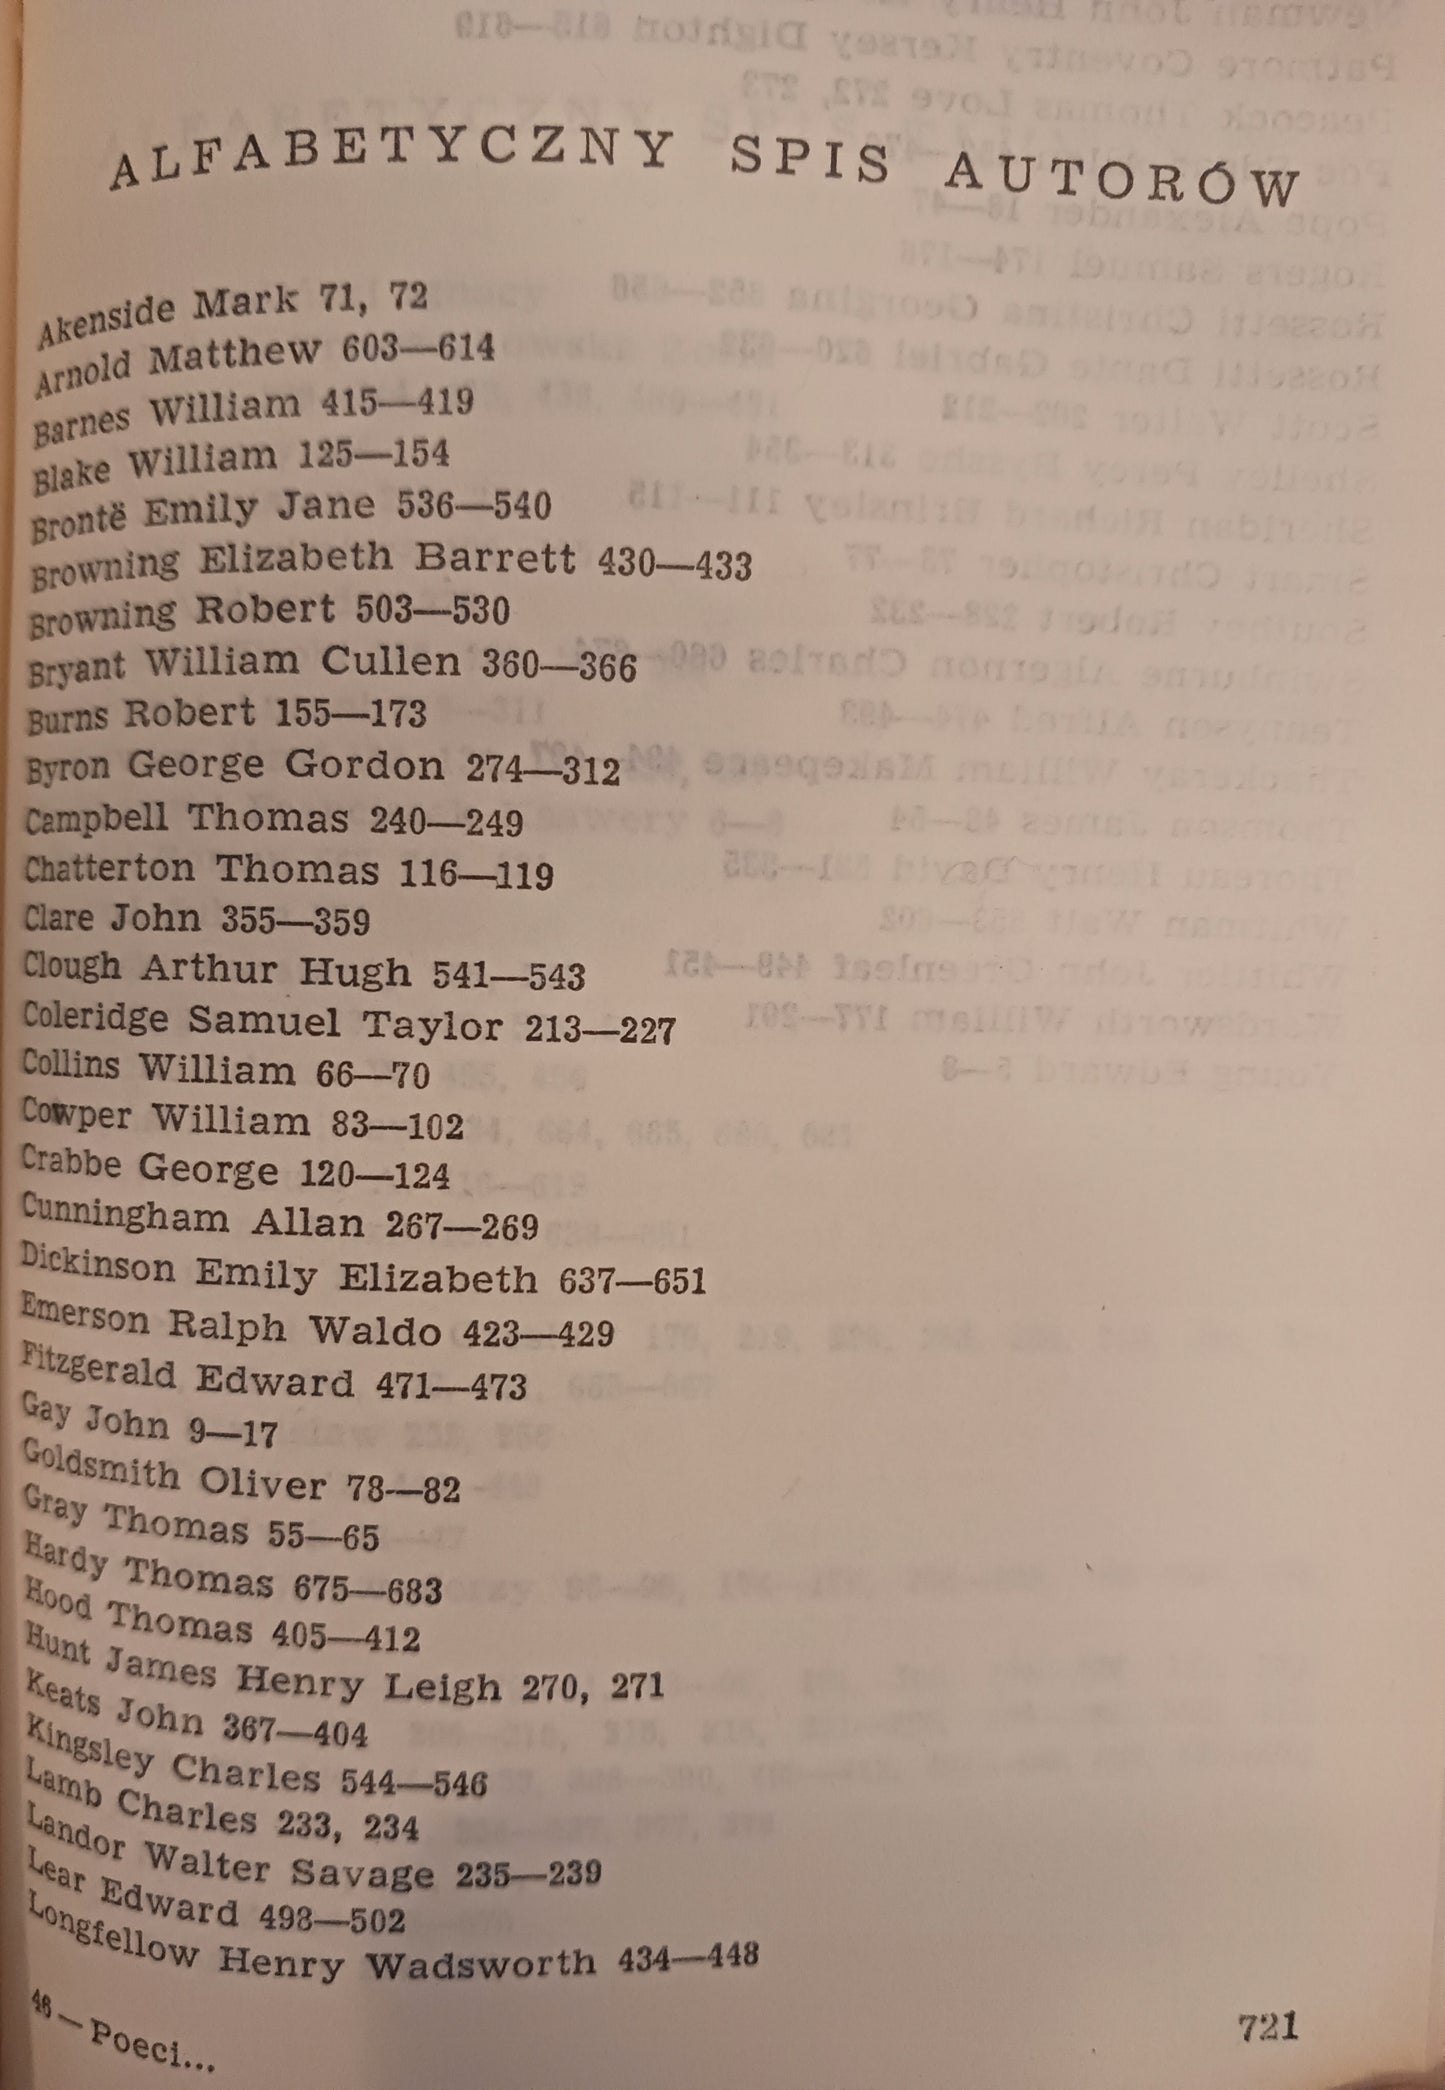 ALFABETYCZNY SPIS AUTORÓW
Akenside Mark 71, 72
Arnold Matthew 603—614
Barnes William 415—419
Blake William 125—154
Brontë Emily Jane 536—540
Browning Elizabeth Barrett 430—433
Browning Robert 503—530
Bryant William Cullen 360—366
Burns Robert 155—173
Byron George Gordon 274—312
Campbell Thomas 240—249
Chatterton Thomas 116—119
Clare John 355—359
Clough Arthur Hugh 541—543
Coleridge Samuel Taylor 213—227
Collins William 66—70
Cowper William 83—102
Crabbe George 120—124
Cunningham Allan 267—269
Dickinson Emily Elizabeth 637—651
Emerson Ralph Waldo 423—429
Fitzgerald Edward 471—473
Gay John 9—17
Goldsmith Oliver 78—82
Gray Thomas 55—65
Hardy Thomas 675—683
Hood Thomas 405—412
Hunt James Henry Leigh 270, 271
Keats John 367—404
Kingsley Charles 544—546
Lamb Charles 233, 234
Landor Walter Savage 235—239
Lear Edward 498—502
Longfellow Henry Wadsworth 434—448
46 — Poeci...
721